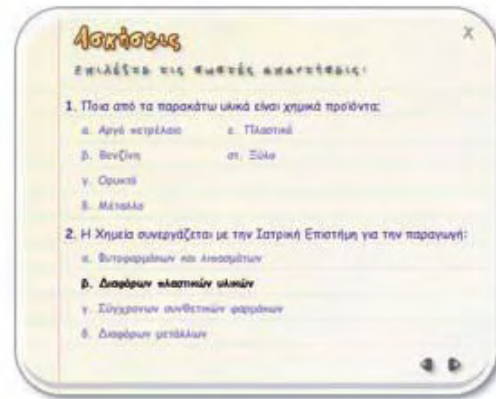 Ασκήσεις
Χ
Επιλέξτε τις σωστές απαντήσεις:
1. Ποια από τα παρακάτω υλικά είναι χημικά προϊόντα;
α. Αργό πετρέλαιο ε. Πλαστικά
β. Βενζίνη στ. Ξύλο
γ. Ορυκτά
δ. Μέταλλα
2. Η Χημεία συνεργάζεται με την Ιατρική Επιστήμη για την παραγωγή:
α. Φυτοφαρμάκων και λιπασμάτων
β. Διαφόρων πλαστικών υλικών
γ. Σύγχρονων συνθετικών φαρμάκων
δ. Διαφόρων μετάλλων